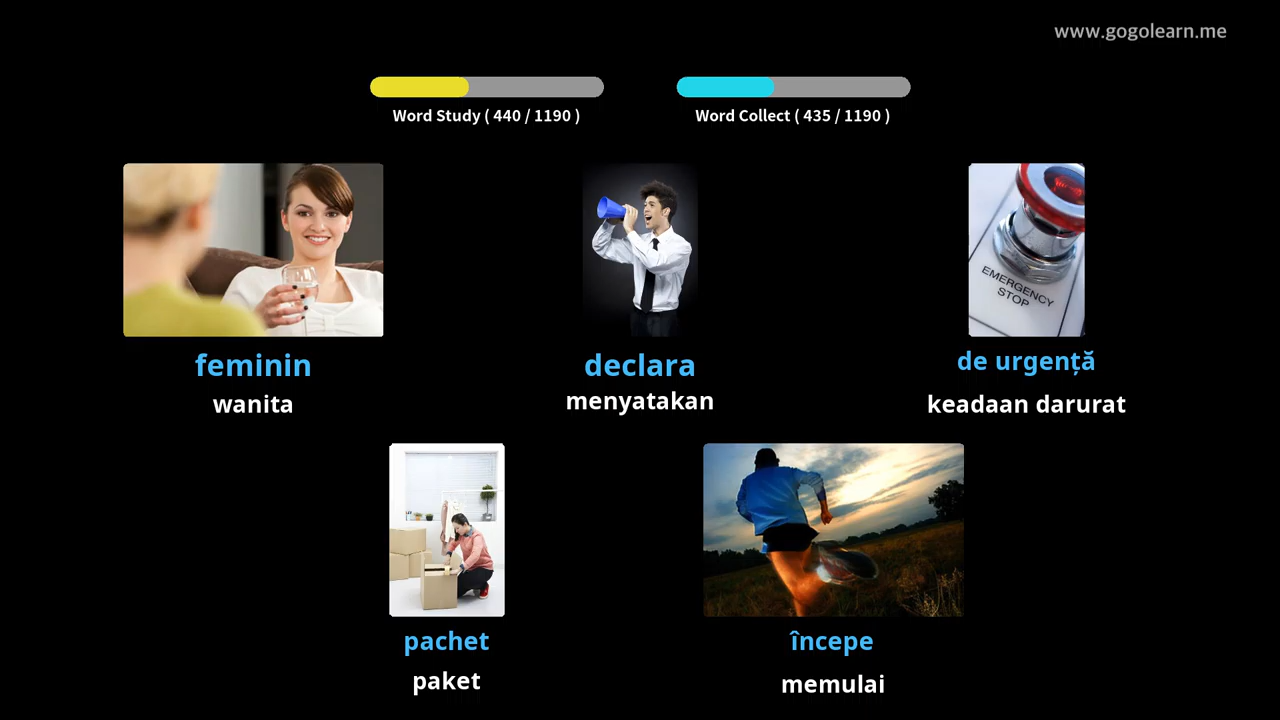 www.gogolearn.me
Word Study ( 440 / 1190 )
Word Collect ( 435 / 1190 )
EMERGENCY
STOP
feminin
declara
de urgență
wanita
menyatakan
keadaan darurat
pachet
începe
paket
memulai